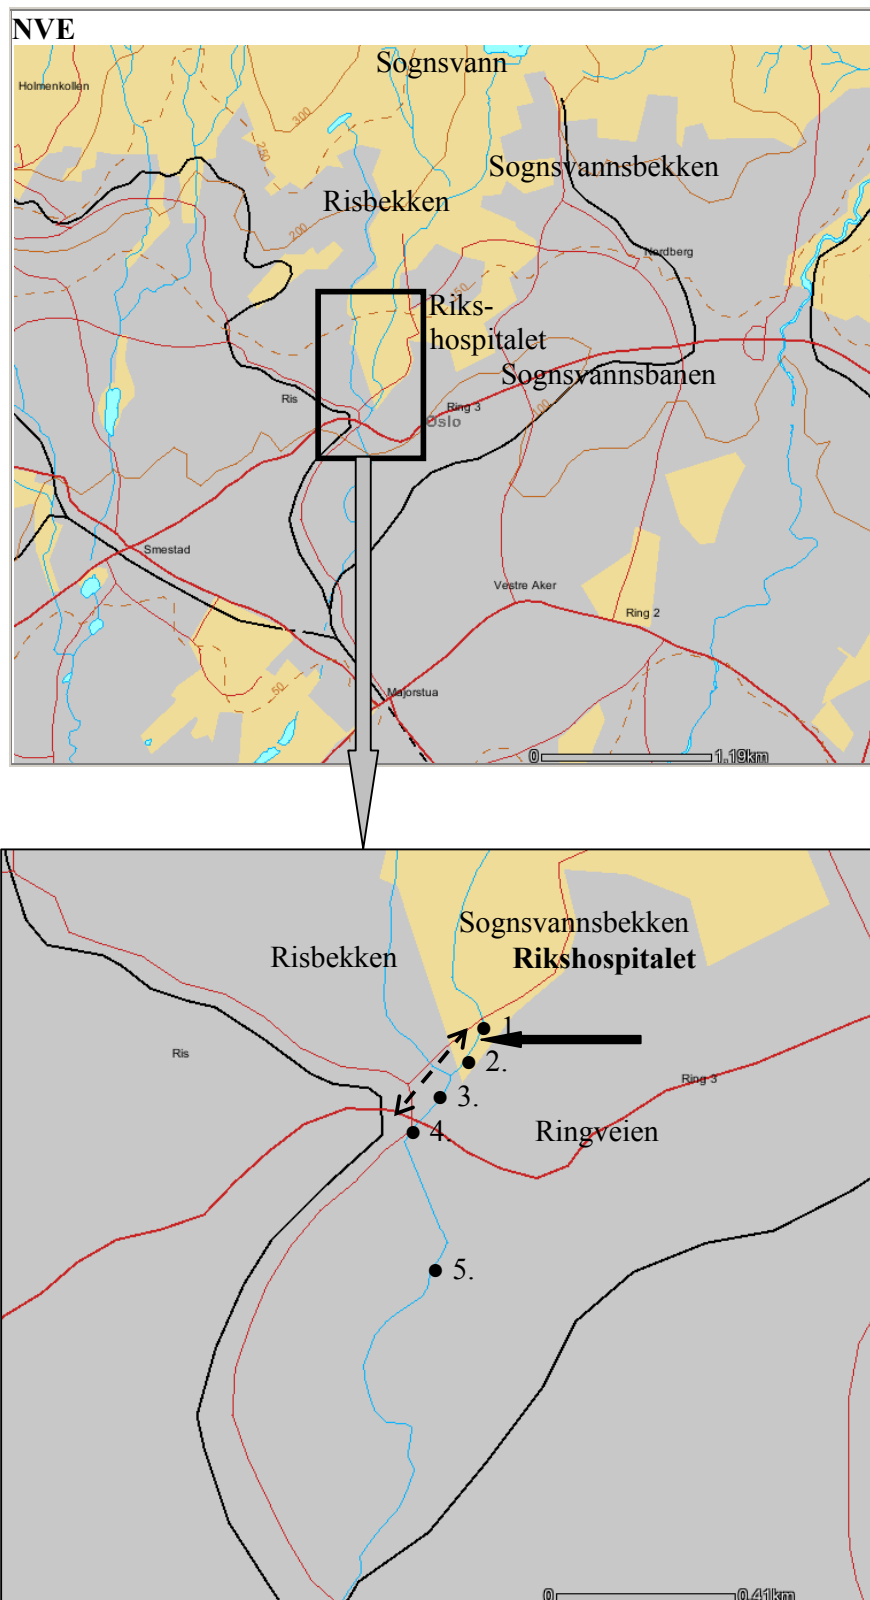 NVE
Sognsvann
Holmenkollen
300
250
Sognsvannsbekken
Risbekken
200
Nordberg
50
Riks-
hospitalet
Sognsvannsbanen
Ris
Ring 3
100
Oslo
Smestad
Vestre Aker
Ring 2
50
Majorstua
0
1.19km
Sognsvannsbekken
Risbekken
Rikshospitalet
1.
Ris
2.
Ring 3
3.
4.
Ringveien
5.
0
0.41km